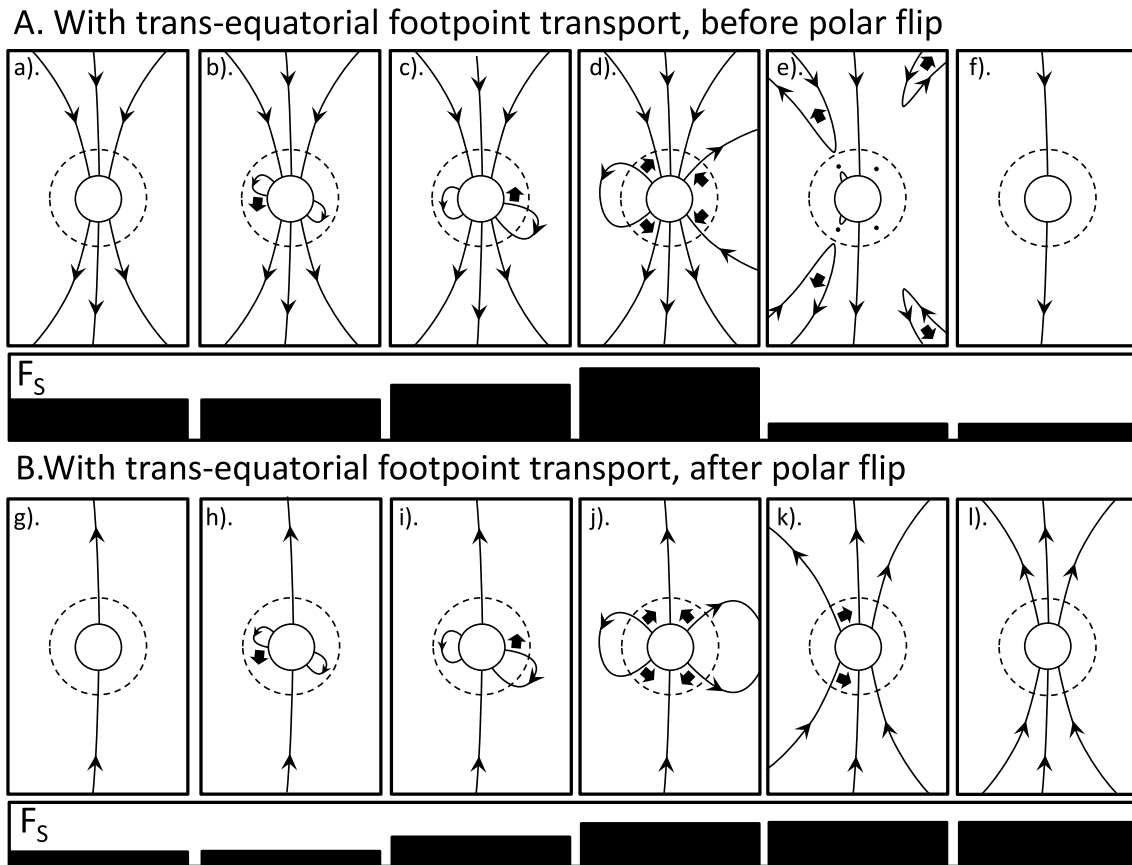 A. With trans-equatorial footpoint transport, before polar flip
a). b). c). d). e). f).
FS
B.With trans-equatorial footpoint transport, after polar flip
g). h). i). j). k). l).
FS